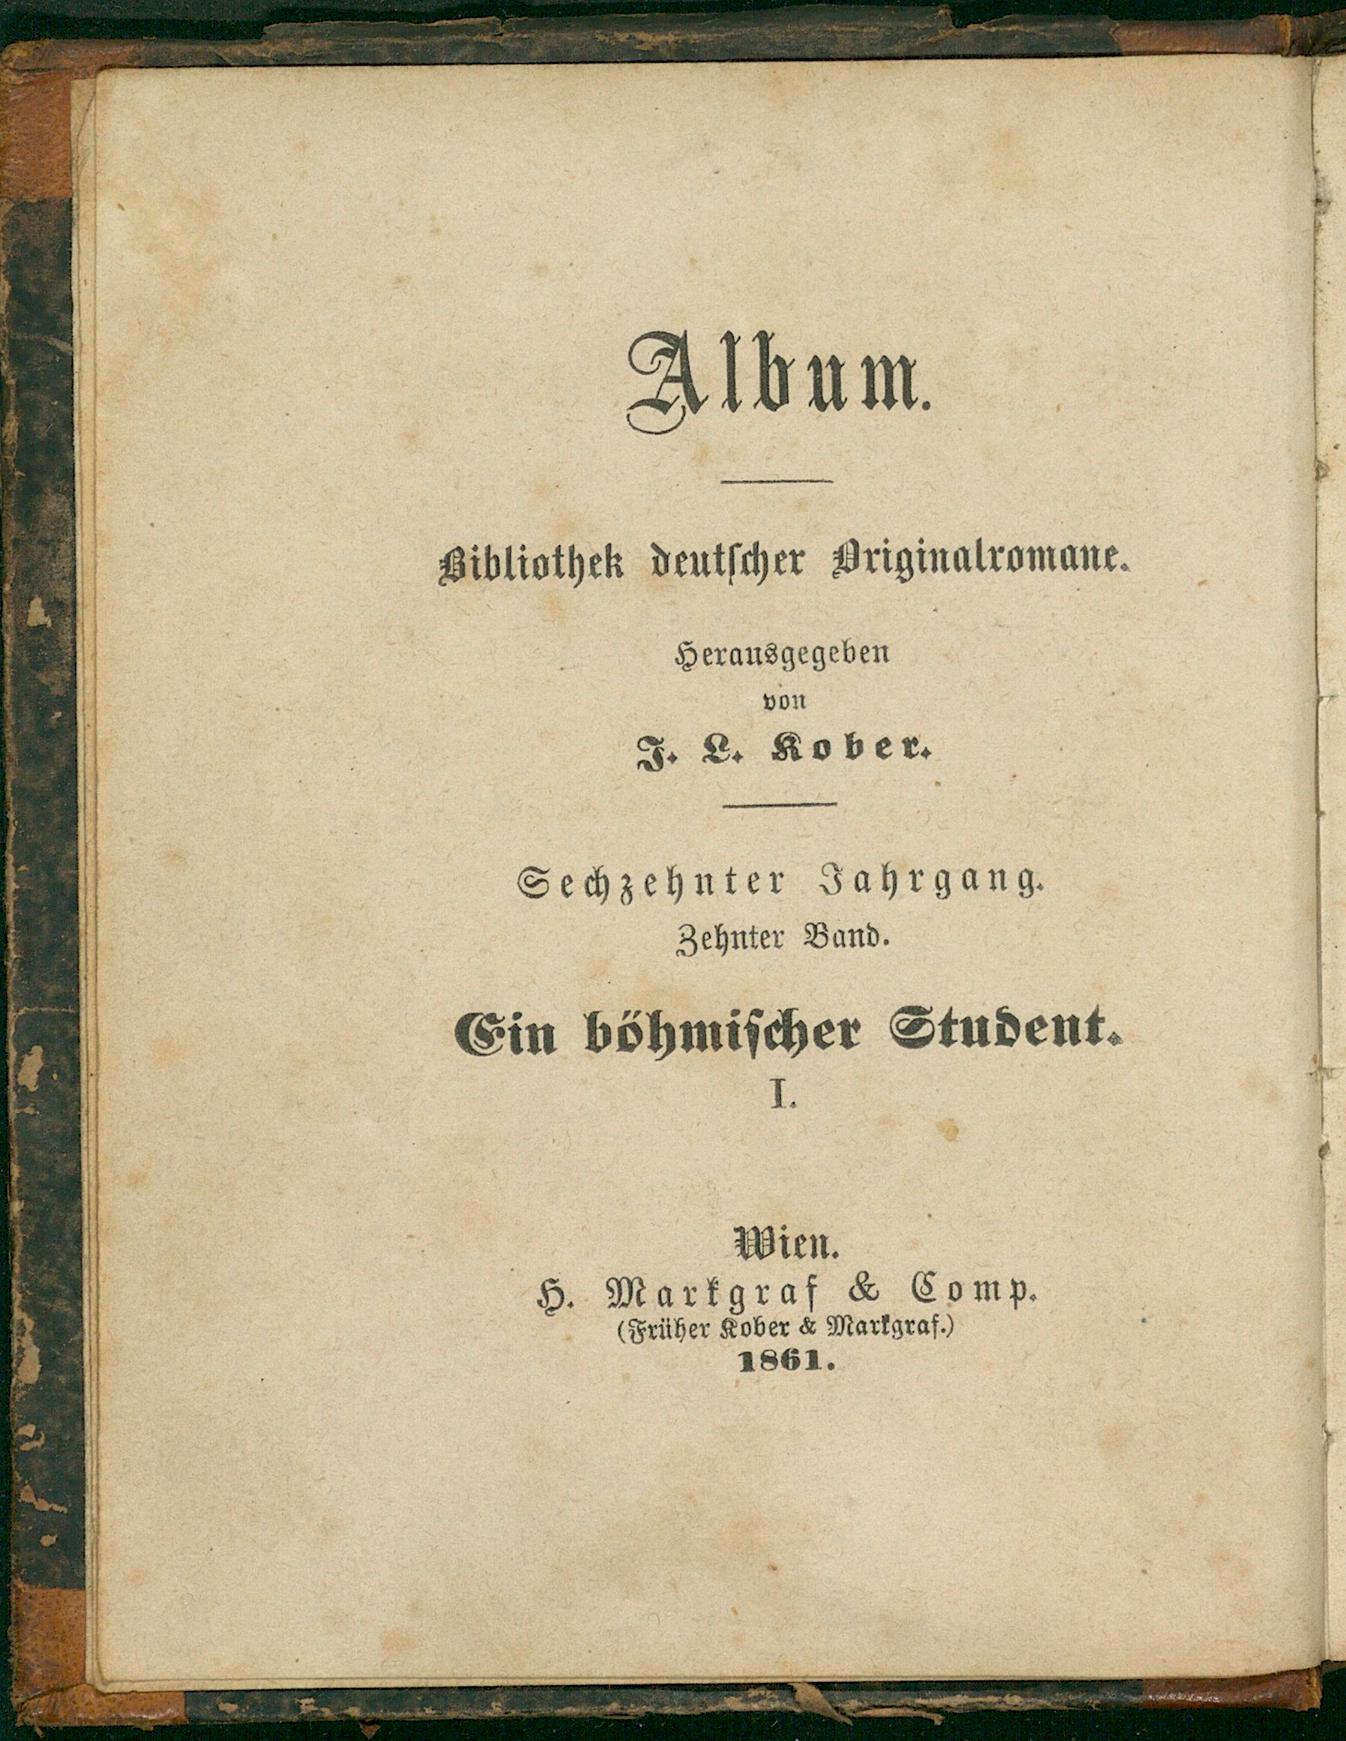 Album.
Bibliothek deutſcher Originalromane.
Herausgegeben
von
J. L. Kober.
Sechzehnter Jahrgang.
Zehnter Band.
Ein böhmiſcher Student.
I.
Wien.
H. Markgraf & Comp.
(Früher Kober & Markgraf.)
1861.